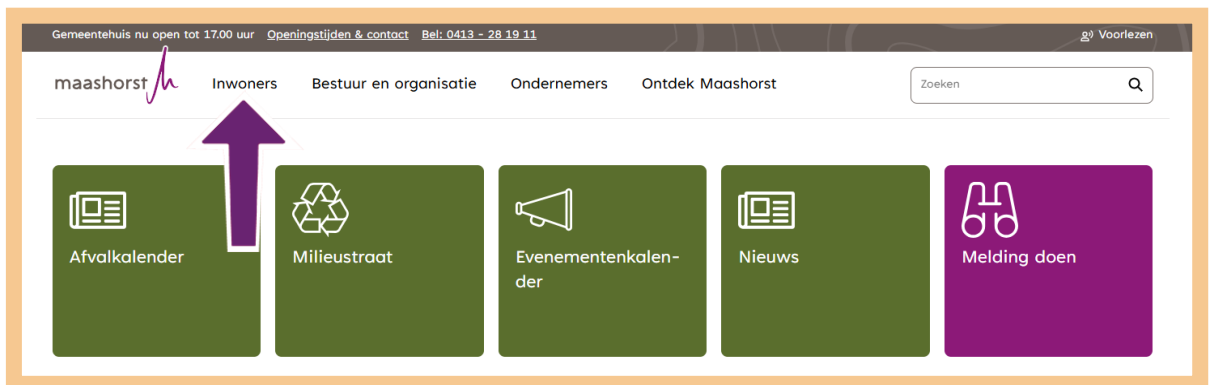 Gemeentehuis nu open tot 17.00 uur Openingstijden & contact Bel: 0413 - 28 19 11 Voorlezen
maashorst Inwoners Bestuur en organisatie Ondernemers Ontdek Maashorst Zoeken
Afvalkalender Milieustraat Evenementenkalen- Nieuws Melding doen
der